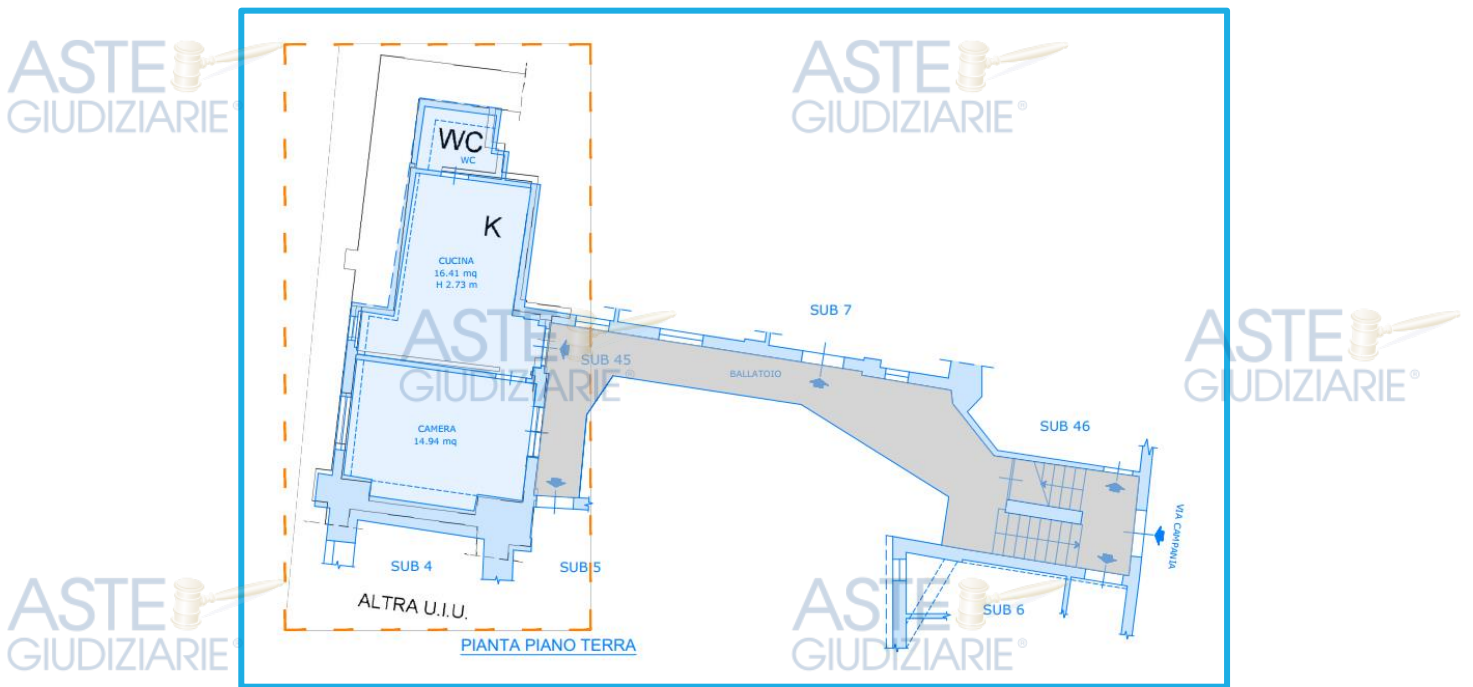 ASTE
GIUDIZIARIE®
ASTE
GIUDIZIARIE®
WC
WC
K
CUCINA
16.41 mq
H 2.73 m
SUB 7
ASTE
GIUDIZIARIE®
ASTE
GIUDIZIARIE®
SUB 45
BALLATOIO
CAMERA
14.94 mq
SUB 46
VIA CAMPANIA
SUB 4
SUB 5
ASTE
GIUDIZIARIE®
ASTE
GIUDIZIARIE®
SUB 6
ALTRA U.I.U.
PIANTA PIANO TERRA